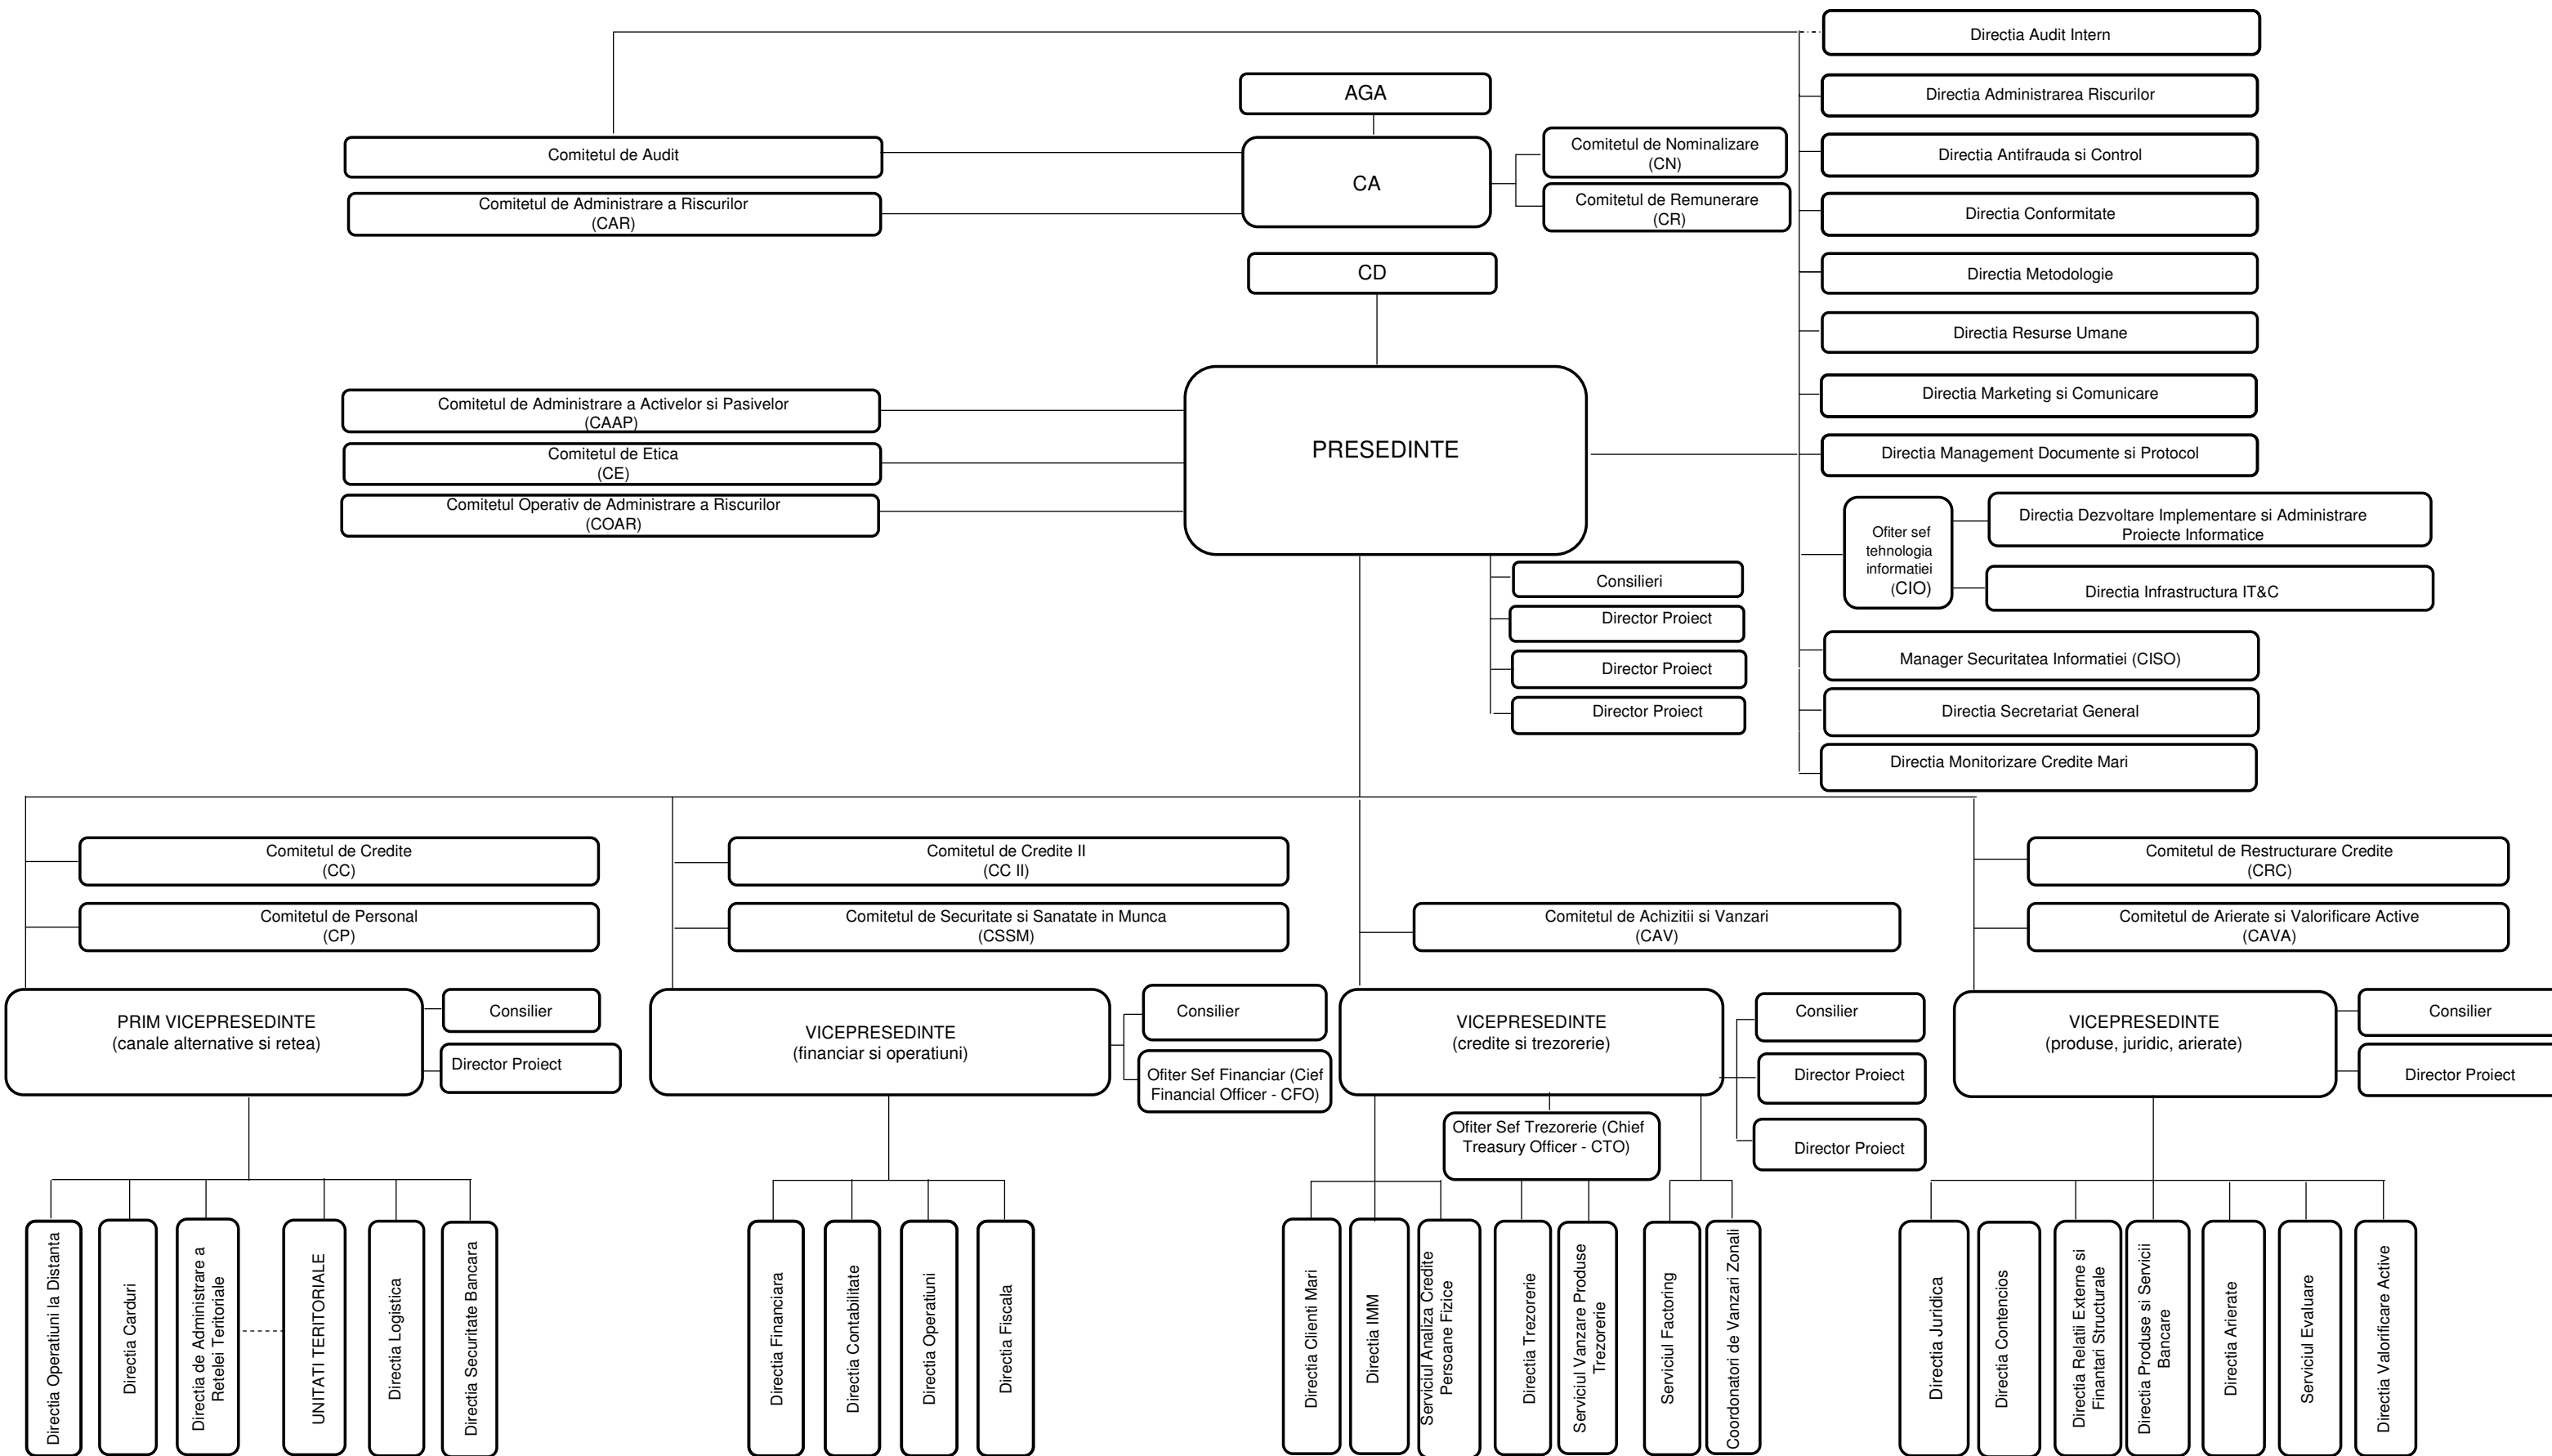 Directia Audit Intern
AGA
Directia Administrarea Riscurilor
Comitetul de Audit
CA
Comitetul de Nominalizare
(CN)
Directia Antifrauda si Control
Comitetul de Administrare a Riscurilor
(CAR)
Comitetul de Remunerare
(CR)
Directia Conformitate
CD
Directia Metodologie
Directia Resurse Umane
Comitetul de Administrare a Activelor si Pasivelor
(CAAP)
Directia Marketing si Comunicare
Comitetul de Etica
(CE)
PRESEDINTE
Directia Management Documente si Protocol
Comitetul Operativ de Administrare a Riscurilor
(COAR)
Ofiter sef
tehnologia
informatiei
(CIO)
Directia Dezvoltare Implementare si Administrare
Proiecte Informatice
Directia Infrastructura IT&C
Consilieri
Director Proiect
Director Proiect
Director Proiect
Manager Securitatea Informatiei (CISO)
Directia Secretariat General
Directia Monitorizare Credite Mari
Comitetul de Credite
(CC)
Comitetul de Credite II
(CC II)
Comitetul de Restructurare Credite
(CRC)
Comitetul de Personal
(CP)
Comitetul de Securitate si Sanatate in Munca
(CSSM)
Comitetul de Achizitii si Vanzari
(CAV)
Comitetul de Arierate si Valorificare Active
(CAVA)
PRIM VICEPRESEDINTE
(canale alternative si retea)
Consilier
Director Proiect
VICEPRESEDINTE
(financiar si operatiuni)
Consilier
Ofiter Sef Financiar (Cief
Financial Officer - CFO)
VICEPRESEDINTE
(credite si trezorerie)
Consilier
Director Proiect
Director Proiect
Ofiter Sef Trezorerie (Chief
Treasury Officer - CTO)
VICEPRESEDINTE
(produse, juridic, arierate)
Consilier
Director Proiect
Directia Operatiuni la Distanta
Directia Carduri
Directia de Administrare a
Retelei Teritoriale
UNITATI TERITORIALE
Directia Logistica
Directia Securitate Bancara
Directia Financiara
Directia Contabilitate
Directia Operatiuni
Directia Fiscala
Directia Clienti Mari
Directia IMM
Serviciul Analiza Credite
Persoane Fizice
Directia Trezorerie
Serviciul Vanzare Produse
Trezorerie
Serviciul Factoring
Coordonatori de Vanzari Zonali
Directia Juridica
Directia Contencios
Directia Relatii Externe si
Finantari Structurale
Directia Produse si Servicii
Bancare
Directia Arierate
Serviciul Evaluare
Directia Valorificare Active